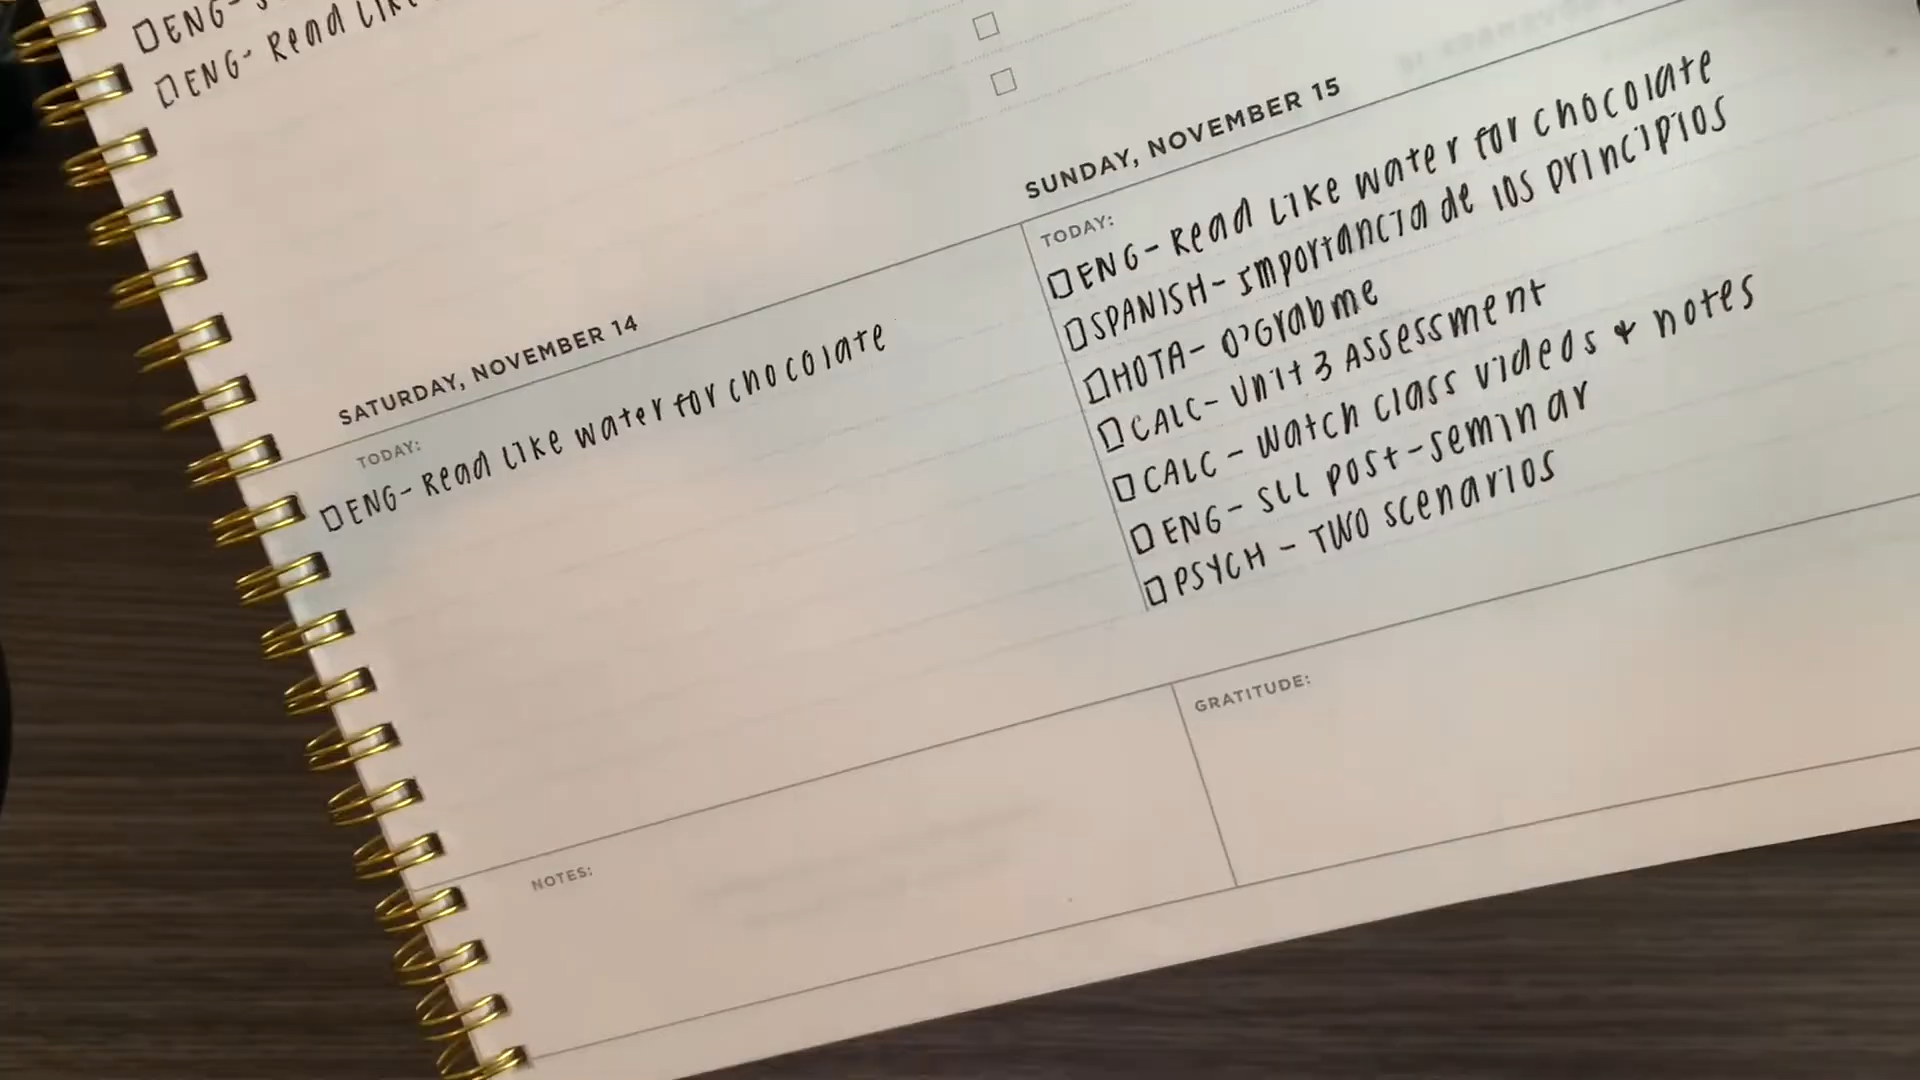 ENG-
ENG- Read Like
SATURDAY, NOVEMBER 14
TODAY:
ENG- Read Like water for chocolate
SUNDAY, NOVEMBER 15
TODAY:
ENG- Read Like water for chocolate
SPANISH- Importancia de los principios
HOTA- O'Grabme
CALC- Unit 3 Assessment
CALC - Watch class videos & notes
ENG- SLL post-seminar
PSYCH - TWO scenarios
NOTES:
GRATITUDE: